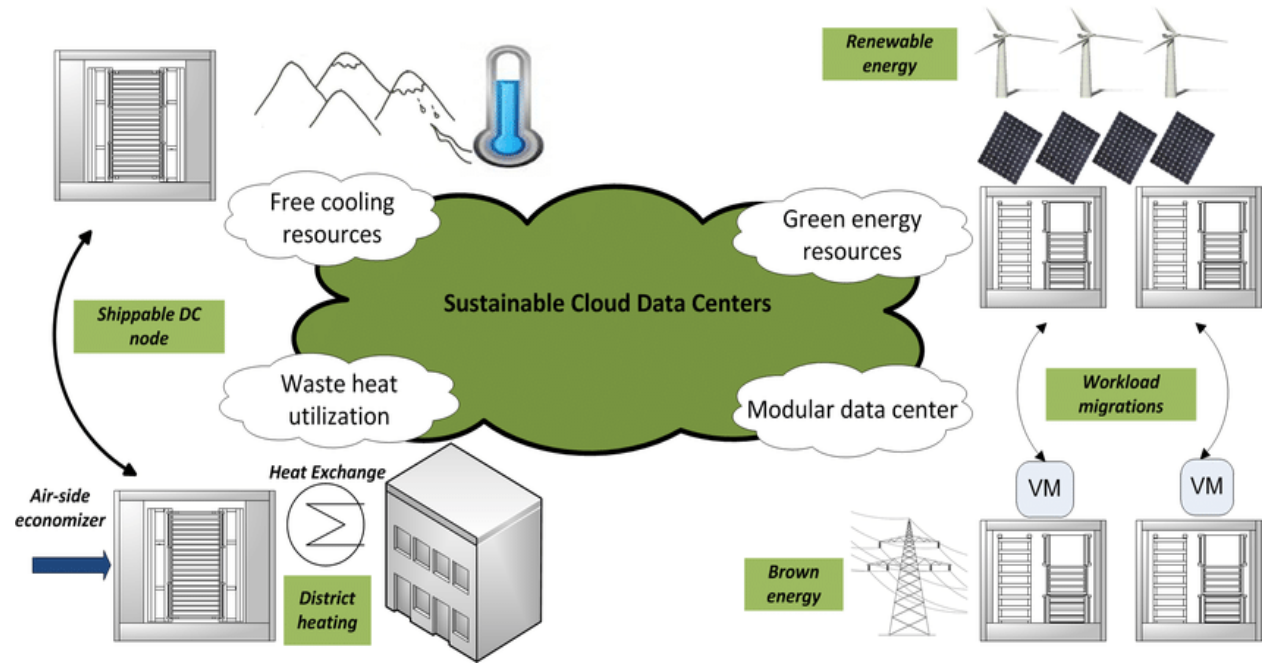 Renewable
energy
Free cooling
resources
Green energy
resources
Sustainable Cloud Data Centers
Shippable DC
node
Waste heat
utilization
Modular data center
Workload
migrations
Heat Exchange
Air-side
economizer
VM
VM
District
heating
Brown
energy